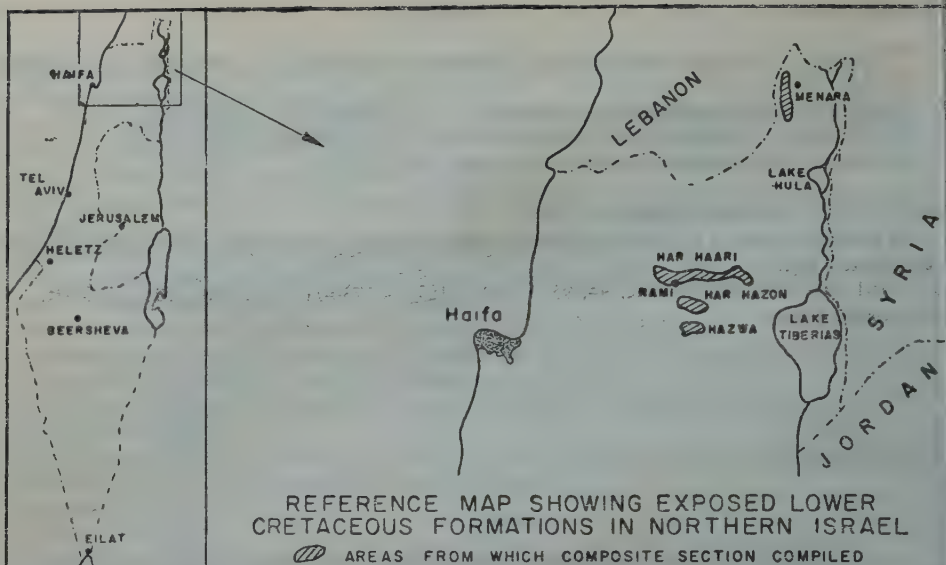 HAIFA
TEL
AVIV
JERUSALEM
HELETZ
BEERSHEVA
EILAT
LEBANON
MENARA
LAKE
HULA
SYRIA
HAR HAARI
RAMI
HAR HAZON
HAZWA
Haifa
LAKE
TIBERIAS
JORDAN
REFERENCE MAP SHOWING EXPOSED LOWER
CRETACEOUS FORMATIONS IN NORTHERN ISRAEL
AREAS FROM WHICH COMPOSITE SECTION COMPILED